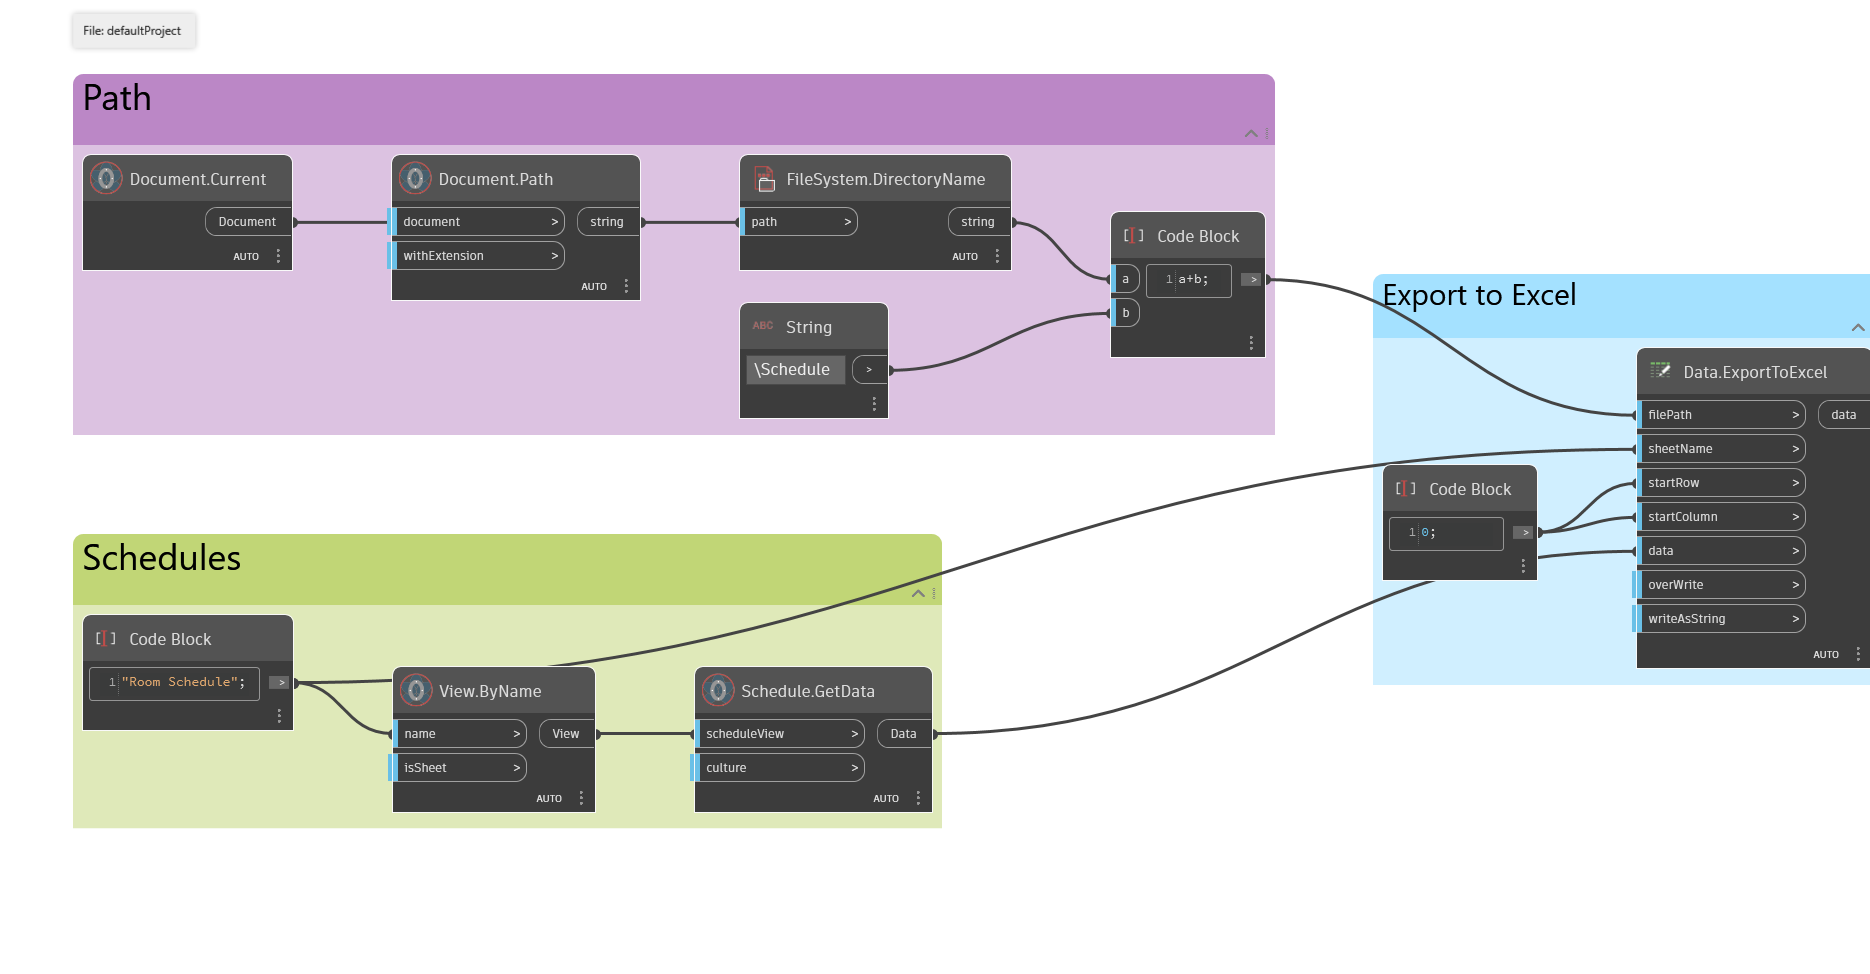 File: defaultProject
Path
Document.Current
Document
AUTO
Document.Path
document >
string
withExtension >
AUTO
FileSystem.DirectoryName
path >
string
AUTO
ABC String
\Schedule >
Code Block
a
1 a+b; >
b
Export to Excel
Data.ExportToExcel
filePath >
data
sheetName >
startRow >
startColumn >
data >
overWrite >
writeAsString >
AUTO
Code Block
1 0; >
Schedules
Code Block
1 "Room Schedule"; >
View.ByName
name >
View
isSheet >
AUTO
Schedule.GetData
scheduleView >
Data
culture >
AUTO